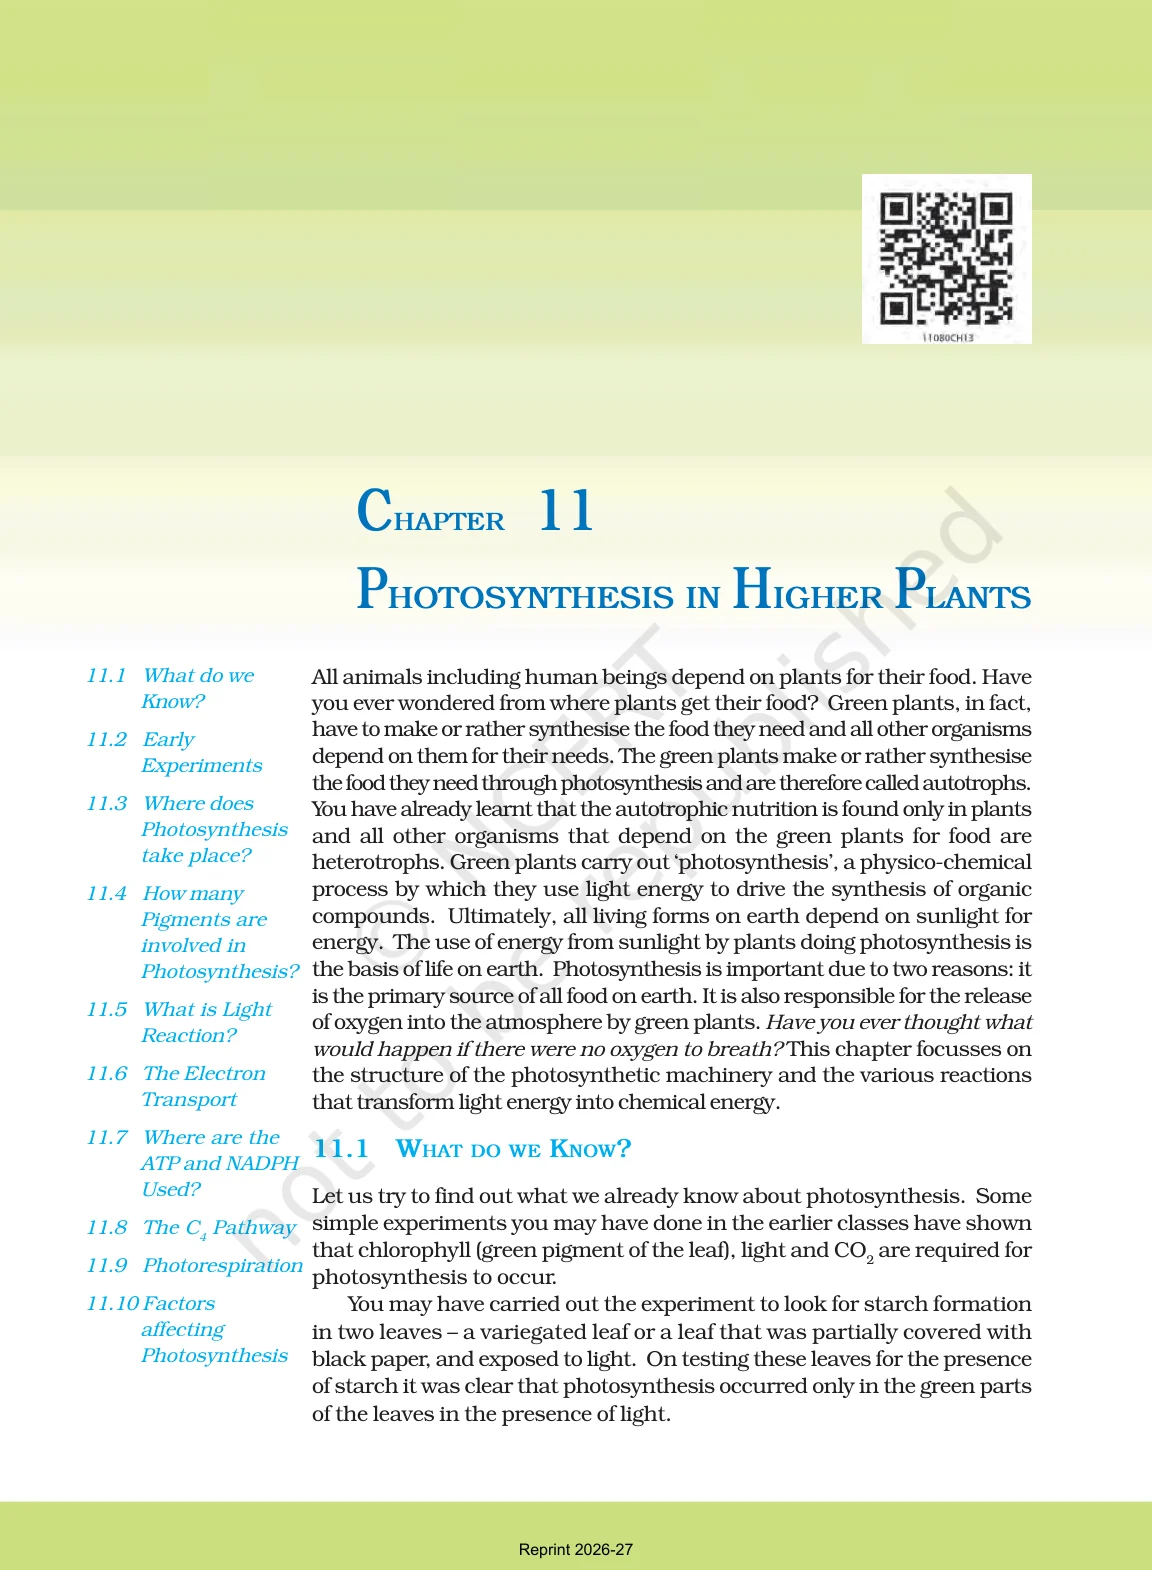 11080CH13
CHAPTER 11
PHOTOSYNTHESIS IN HIGHER PLANTS
11.1 What do we
Know?
11.2 Early
Experiments
11.3 Where does
Photosynthesis
take place?
11.4 How many
Pigments are
involved in
Photosynthesis?
11.5 What is Light
Reaction?
11.6 The Electron
Transport
11.7 Where are the
ATP and NADPH
Used?
11.8 The C4 Pathway
11.9 Photorespiration
11.10 Factors
affecting
Photosynthesis
All animals including human beings depend on plants for their food. Have
you ever wondered from where plants get their food? Green plants, in fact,
have to make or rather synthesise the food they need and all other organisms
depend on them for their needs. The green plants make or rather synthesise
the food they need through photosynthesis and are therefore called autotrophs.
You have already learnt that the autotrophic nutrition is found only in plants
and all other organisms that depend on the green plants for food are
heterotrophs. Green plants carry out ‘photosynthesis’, a physico-chemical
process by which they use light energy to drive the synthesis of organic
compounds. Ultimately, all living forms on earth depend on sunlight for
energy. The use of energy from sunlight by plants doing photosynthesis is
the basis of life on earth. Photosynthesis is important due to two reasons: it
is the primary source of all food on earth. It is also responsible for the release
of oxygen into the atmosphere by green plants. Have you ever thought what
would happen if there were no oxygen to breath? This chapter focusses on
the structure of the photosynthetic machinery and the various reactions
that transform light energy into chemical energy.
11.1 WHAT DO WE KNOW?
Let us try to find out what we already know about photosynthesis. Some
simple experiments you may have done in the earlier classes have shown
that chlorophyll (green pigment of the leaf), light and CO2 are required for
photosynthesis to occur.
You may have carried out the experiment to look for starch formation
in two leaves – a variegated leaf or a leaf that was partially covered with
black paper, and exposed to light. On testing these leaves for the presence
of starch it was clear that photosynthesis occurred only in the green parts
of the leaves in the presence of light.
© NCERT
not to be republished
Reprint 2026-27